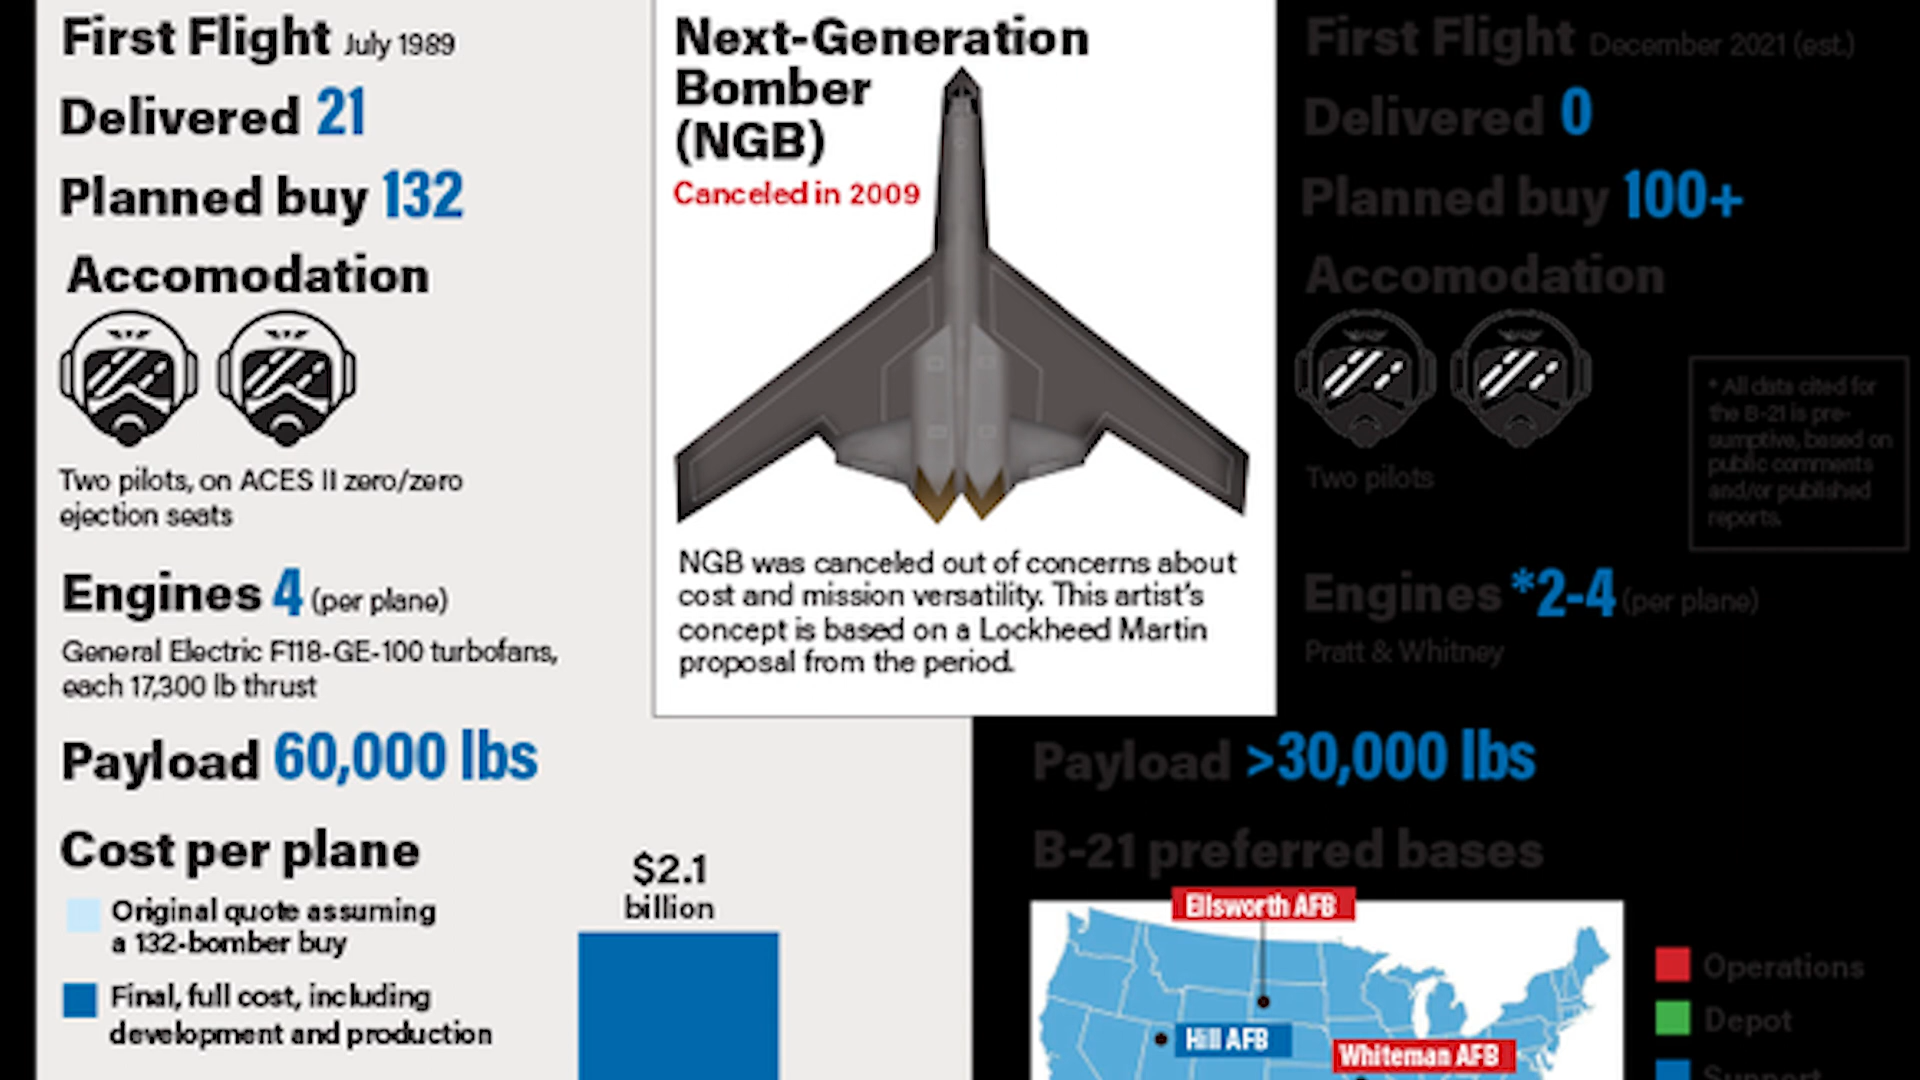 First Flight July 1989
Delivered 21
Planned buy 132
Accomodation
Two pilots, on ACES II zero/zero
ejection seats
Engines 4 (per plane)
General Electric F118-GE-100 turbofans,
each 17,300 lb thrust
Payload 60,000 lbs
Cost per plane
Original quote assuming
a 132-bomber buy
Final, full cost, including
development and production
$2.1
billion
Next-Generation
Bomber
(NGB)
Canceled in 2009
NGB was canceled out of concerns about
cost and mission versatility. This artist's
concept is based on a Lockheed Martin
proposal from the period.
First Flight December 2021 (est.)
Delivered 0
Planned buy 100+
Accomodation
Two pilots
* All data cited for
the B-21 is pre-
sumptive, based on
public comments
and/or published
reports.
Engines *2-4 (per plane)
Pratt & Whitney
Payload >30,000 lbs
B-21 preferred bases
Ellsworth AFB
Hill AFB
Whiteman AFB
Operations
Depot
Support